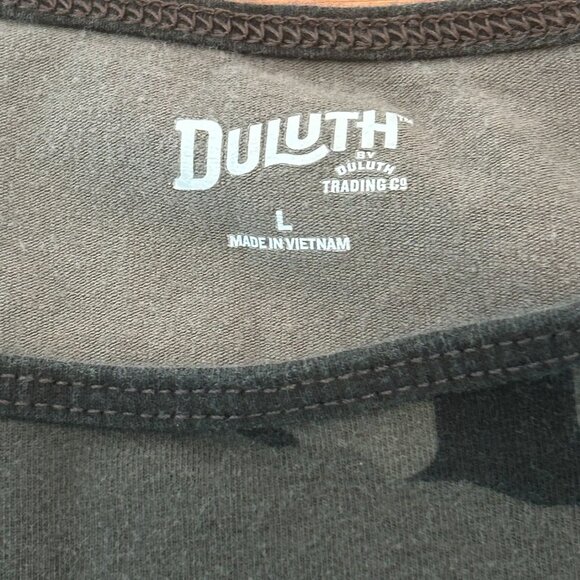 DULUTH™
BY
DULUTH
TRADING CO
L
MADE IN VIETNAM